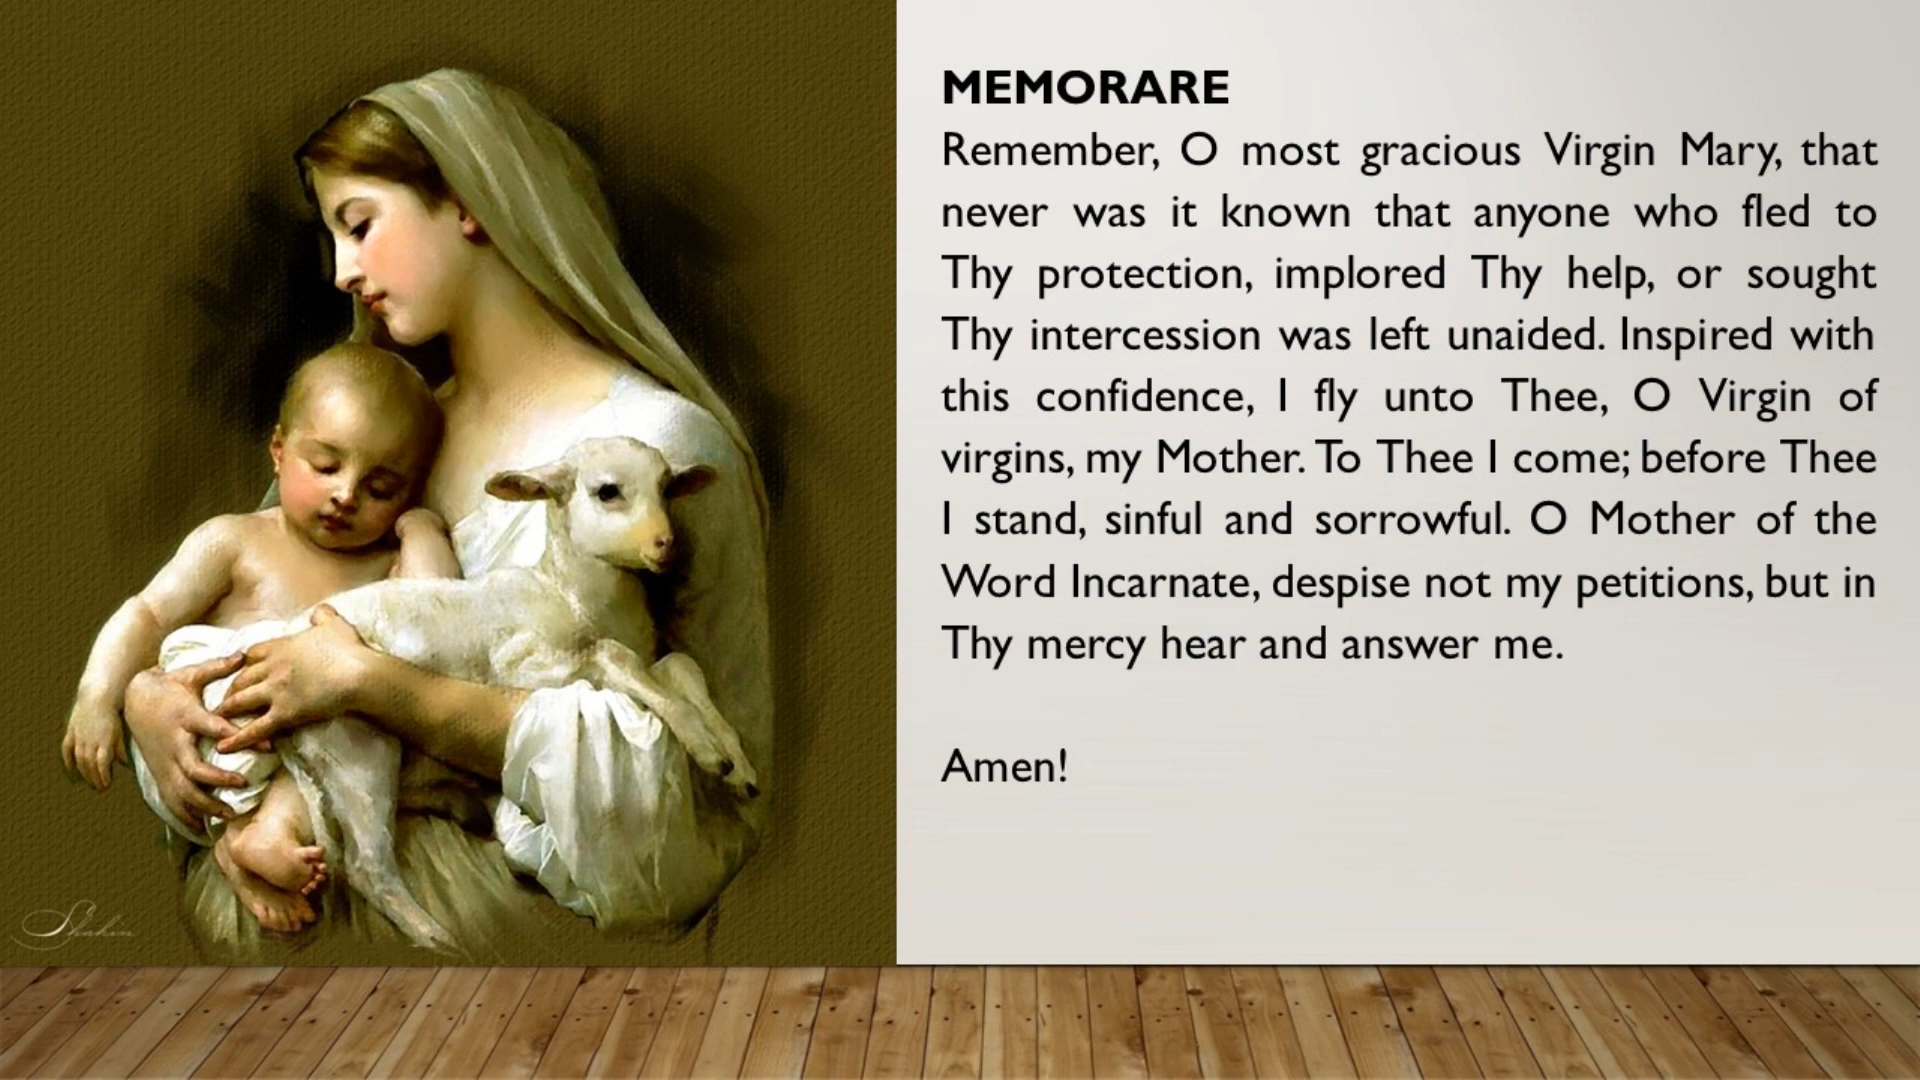 MEMORARE
Remember, O most gracious Virgin Mary, that
never was it known that anyone who fled to
Thy protection, implored Thy help, or sought
Thy intercession was left unaided. Inspired with
this confidence, I fly unto Thee, O Virgin of
virgins, my Mother. To Thee I come; before Thee
I stand, sinful and sorrowful. O Mother of the
Word Incarnate, despise not my petitions, but in
Thy mercy hear and answer me.
Amen!